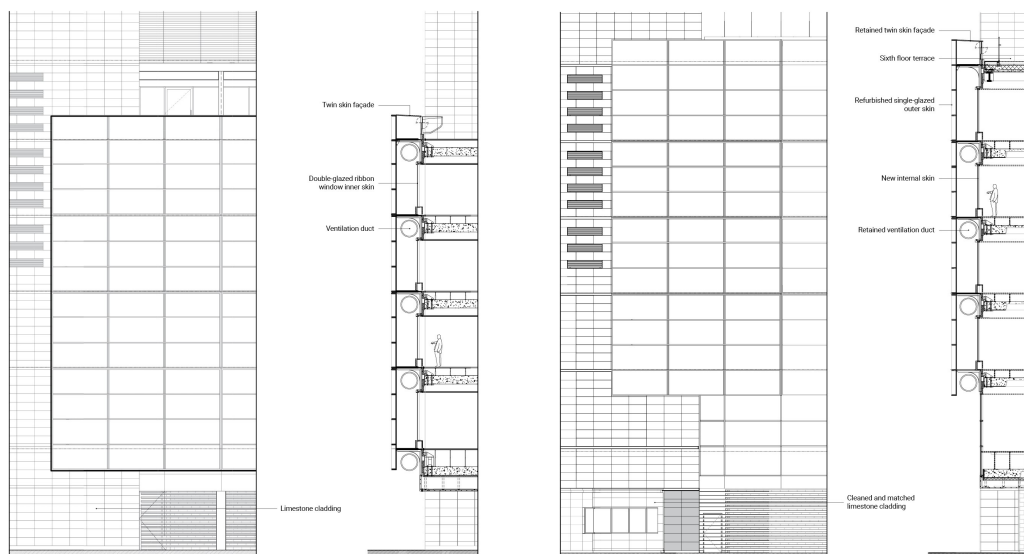 Twin skin façade
Double-glazed ribbon
window inner skin
Ventilation duct
Limestone cladding
Retained twin skin façade
Sixth floor terrace
Refurbished single-glazed
outer skin
New internal skin
Retained ventilation duct
Cleaned and matched
limestone cladding